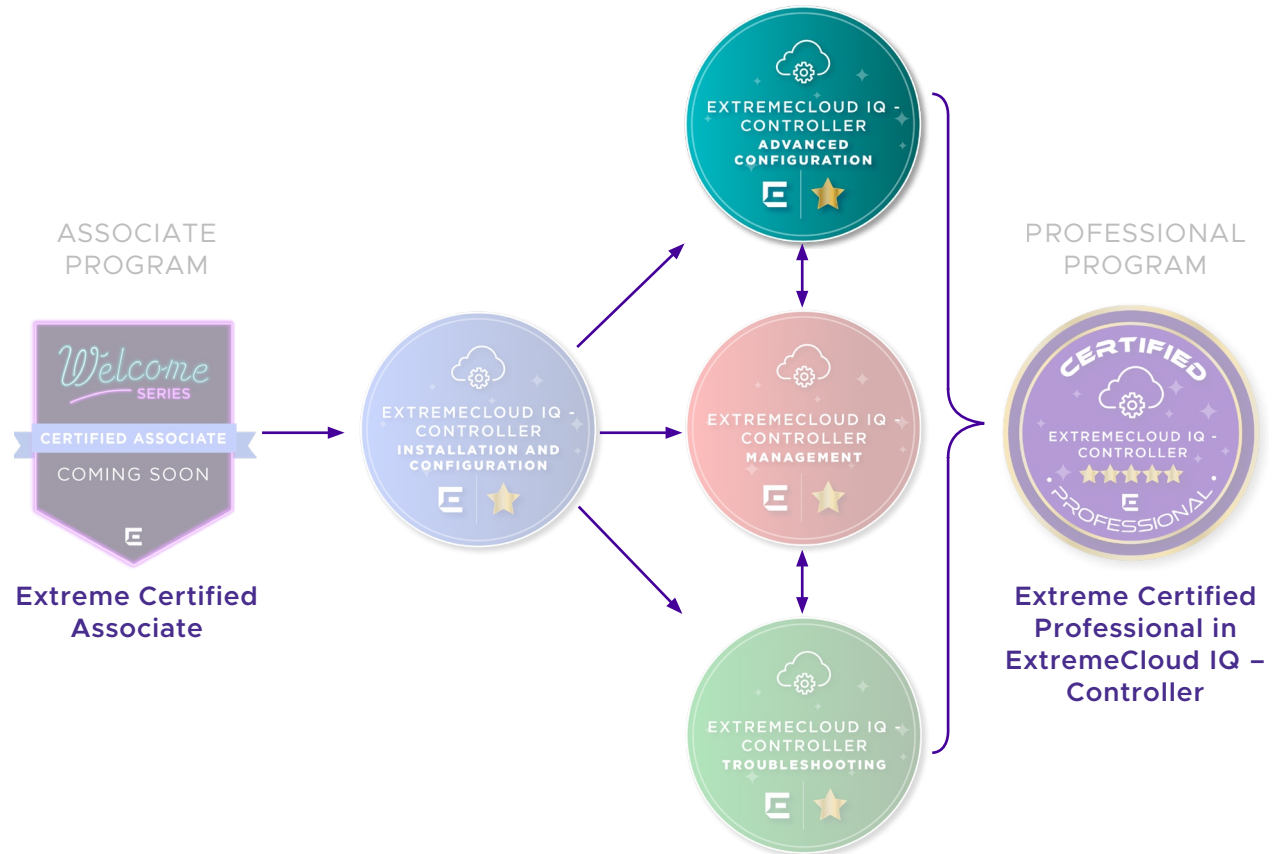 ASSOCIATE
PROGRAM
Welcome
SERIES
CERTIFIED ASSOCIATE
COMING SOON
E
Extreme Certified
Associate
EXTREMECLOUD IQ -
CONTROLLER
INSTALLATION AND
CONFIGURATION
E
EXTREMECLOUD IQ -
CONTROLLER
ADVANCED
CONFIGURATION
E
EXTREMECLOUD IQ -
CONTROLLER
MANAGEMENT
E
EXTREMECLOUD IQ -
CONTROLLER
TROUBLESHOOTING
E
PROFESSIONAL
PROGRAM
CERTIFIED
EXTREMECLOUD IQ -
CONTROLLER
E
• PROFESSIONAL •
Extreme Certified
Professional in
ExtremeCloud IQ –
Controller